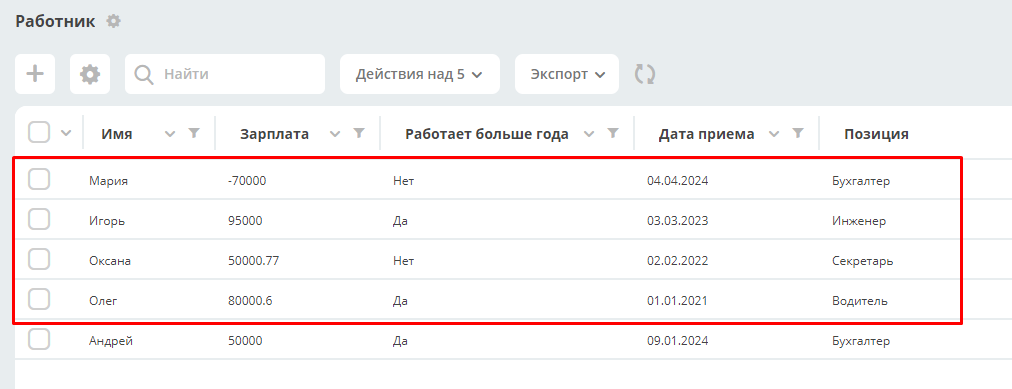 Работник
Найти Действия над 5 Экспорт
Имя Зарплата Работает больше года Дата приема Позиция
Мария -70000 Нет 04.04.2024 Бухгалтер
Игорь 95000 Да 03.03.2023 Инженер
Оксана 50000.77 Нет 02.02.2022 Секретарь
Олег 80000.6 Да 01.01.2021 Водитель
Андрей 50000 Да 09.01.2024 Бухгалтер